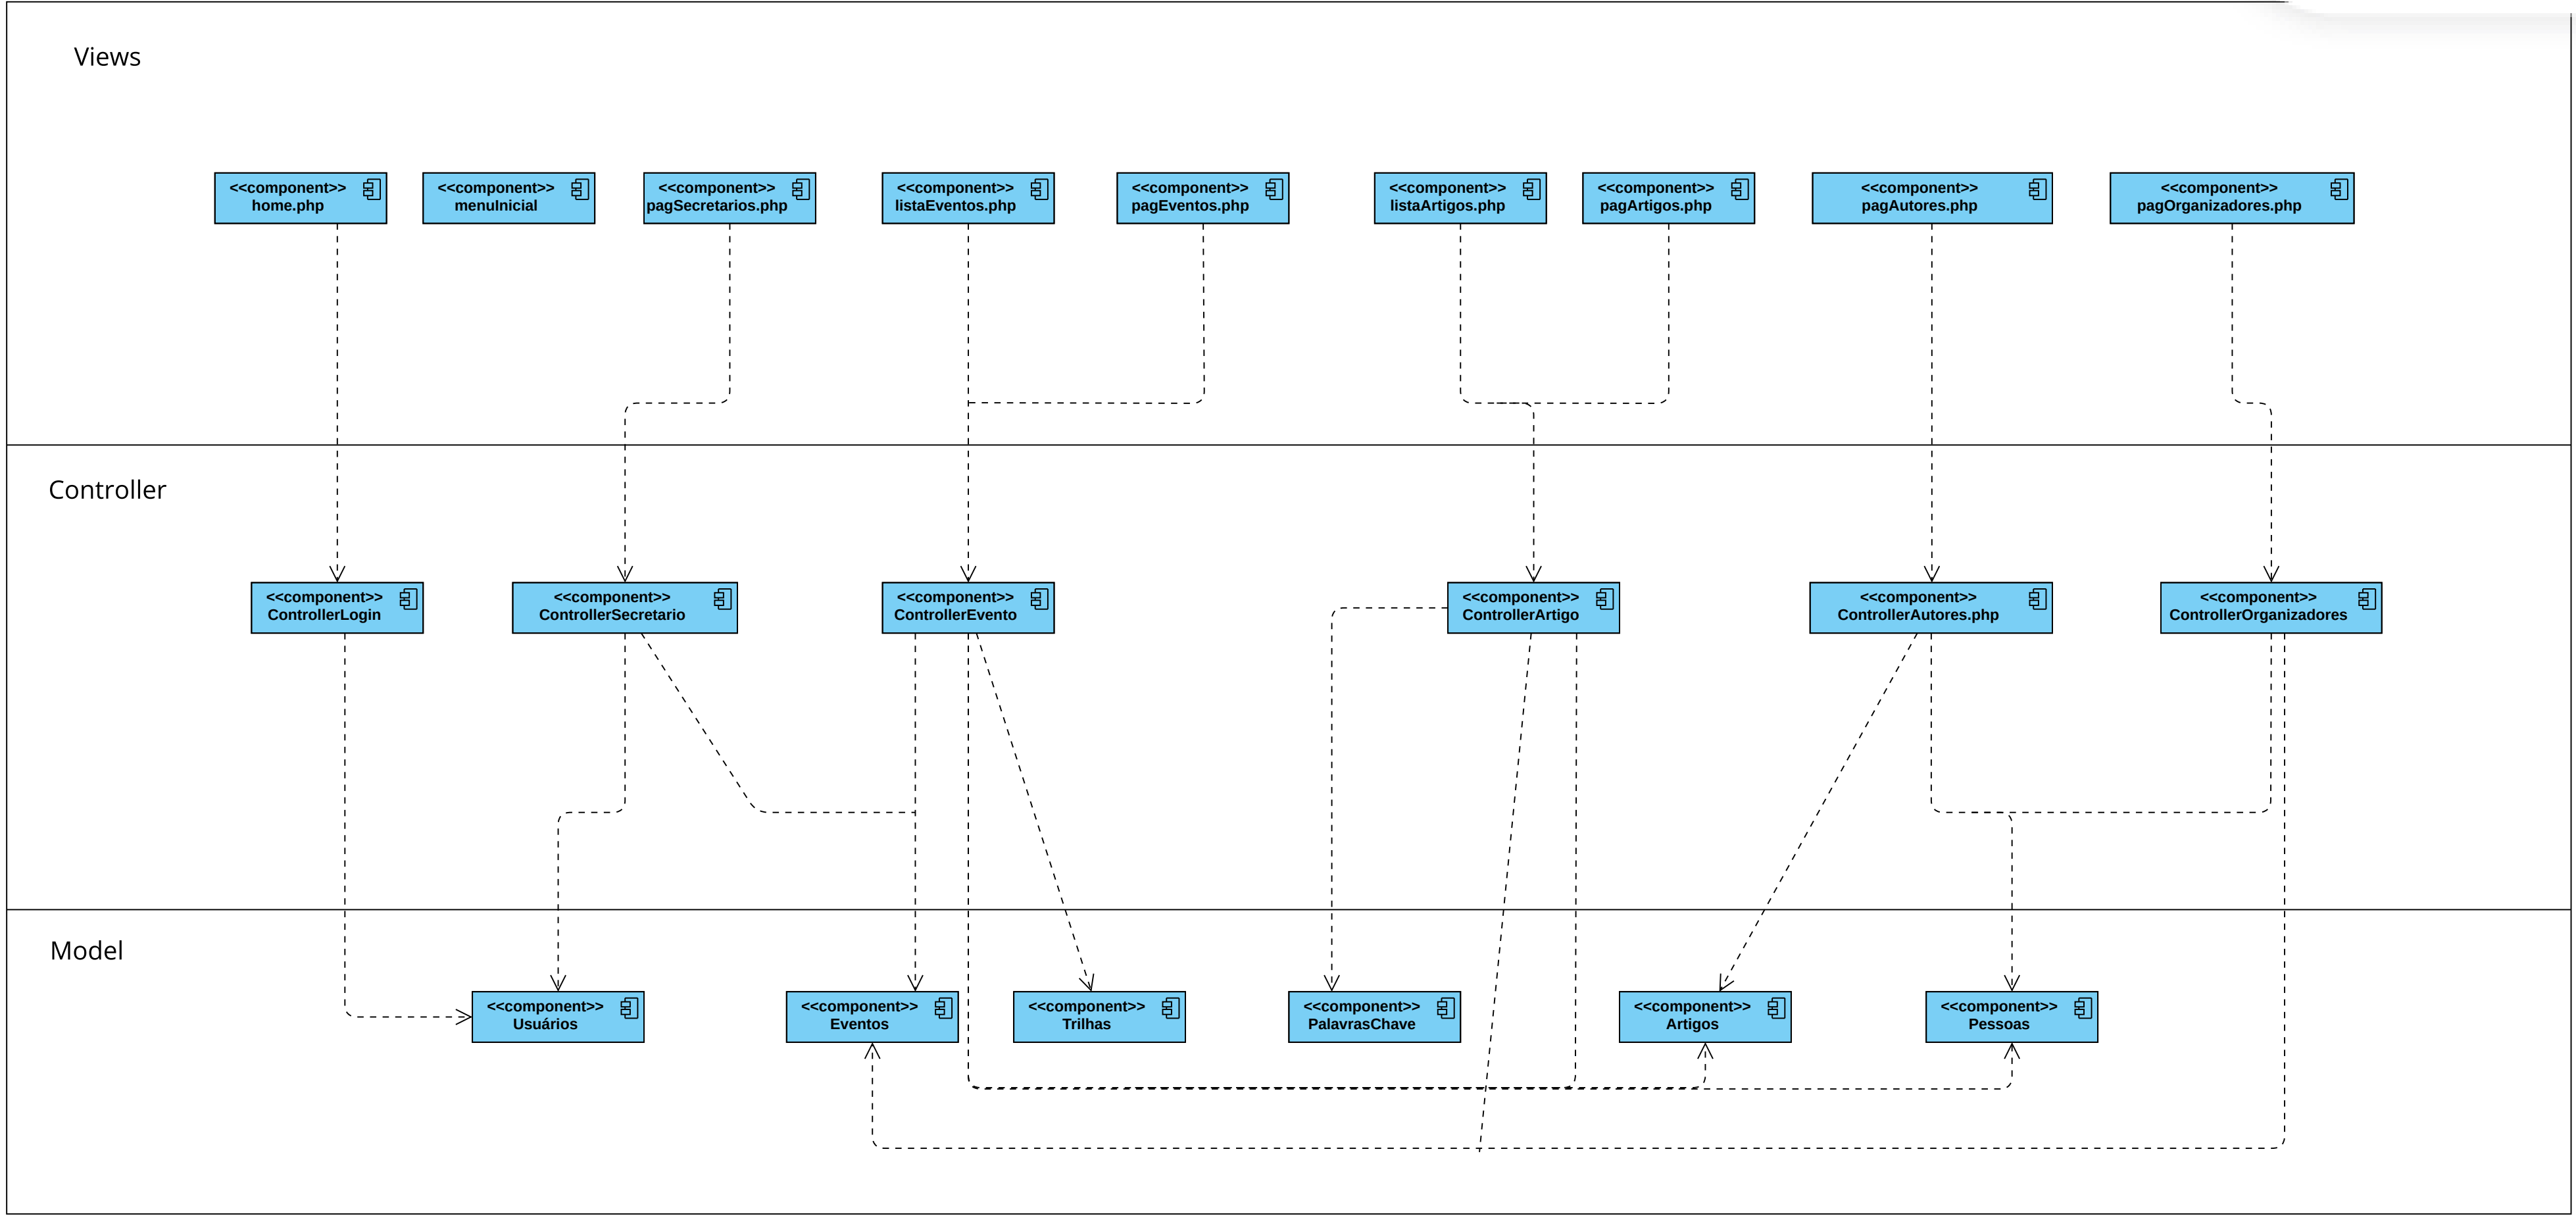 Views
<<component>>
home.php
<<component>>
menuInicial
<<component>>
pagSecretarios.php
<<component>>
listaEventos.php
<<component>>
pagEventos.php
<<component>>
listaArtigos.php
<<component>>
pagArtigos.php
<<component>>
pagAutores.php
<<component>>
pagOrganizadores.php
Controller
<<component>>
ControllerLogin
<<component>>
ControllerSecretario
<<component>>
ControllerEvento
<<component>>
ControllerArtigo
<<component>>
ControllerAutores.php
<<component>>
ControllerOrganizadores
Model
<<component>>
Usuários
<<component>>
Eventos
<<component>>
Trilhas
<<component>>
PalavrasChave
<<component>>
Artigos
<<component>>
Pessoas